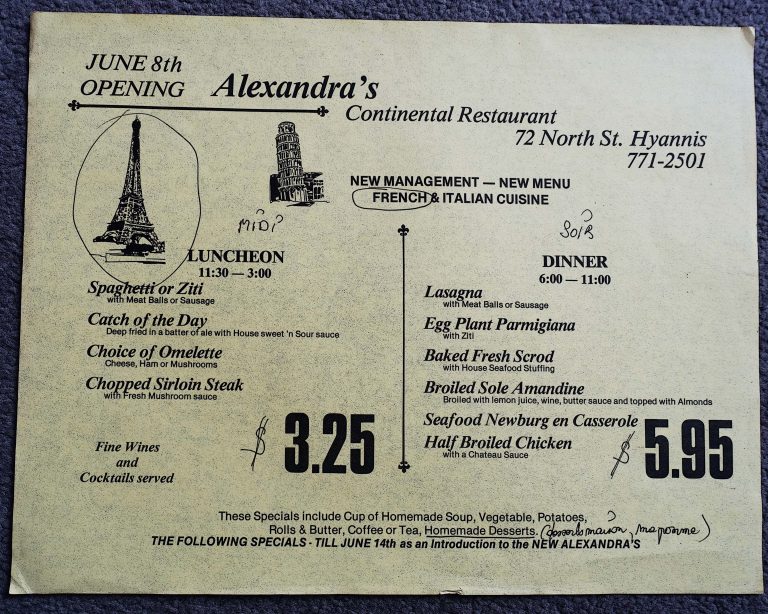 JUNE 8th
OPENING Alexandra's
Continental Restaurant
72 North St. Hyannis
771-2501
NEW MANAGEMENT — NEW MENU
FRENCH & ITALIAN CUISINE
MIDI
LUNCHEON
11:30 — 3:00
Spaghetti or Ziti
with Meat Balls or Sausage
Catch of the Day
Deep fried in a batter of ale with House sweet 'n Sour sauce
Choice of Omelette
Cheese, Ham or Mushrooms
Chopped Sirloin Steak
with Fresh Mushroom sauce
Fine Wines
and
Cocktails served
$ 3.25
SOIR
DINNER
6:00 — 11:00
Lasagna
with Meat Balls or Sausage
Egg Plant Parmigiana
with Ziti
Baked Fresh Scrod
with House Seafood Stuffing
Broiled Sole Amandine
Broiled with lemon juice, wine, butter sauce and topped with Almonds
Seafood Newburg en Casserole
Half Broiled Chicken
with a Chateau Sauce
$ 5.95
These Specials include Cup of Homemade Soup, Vegetable, Potatoes,
Rolls & Butter, Coffee or Tea, Homemade Desserts. (desserts maison, ma pomme)
THE FOLLOWING SPECIALS - TILL JUNE 14th as an Introduction to the NEW ALEXANDRA'S